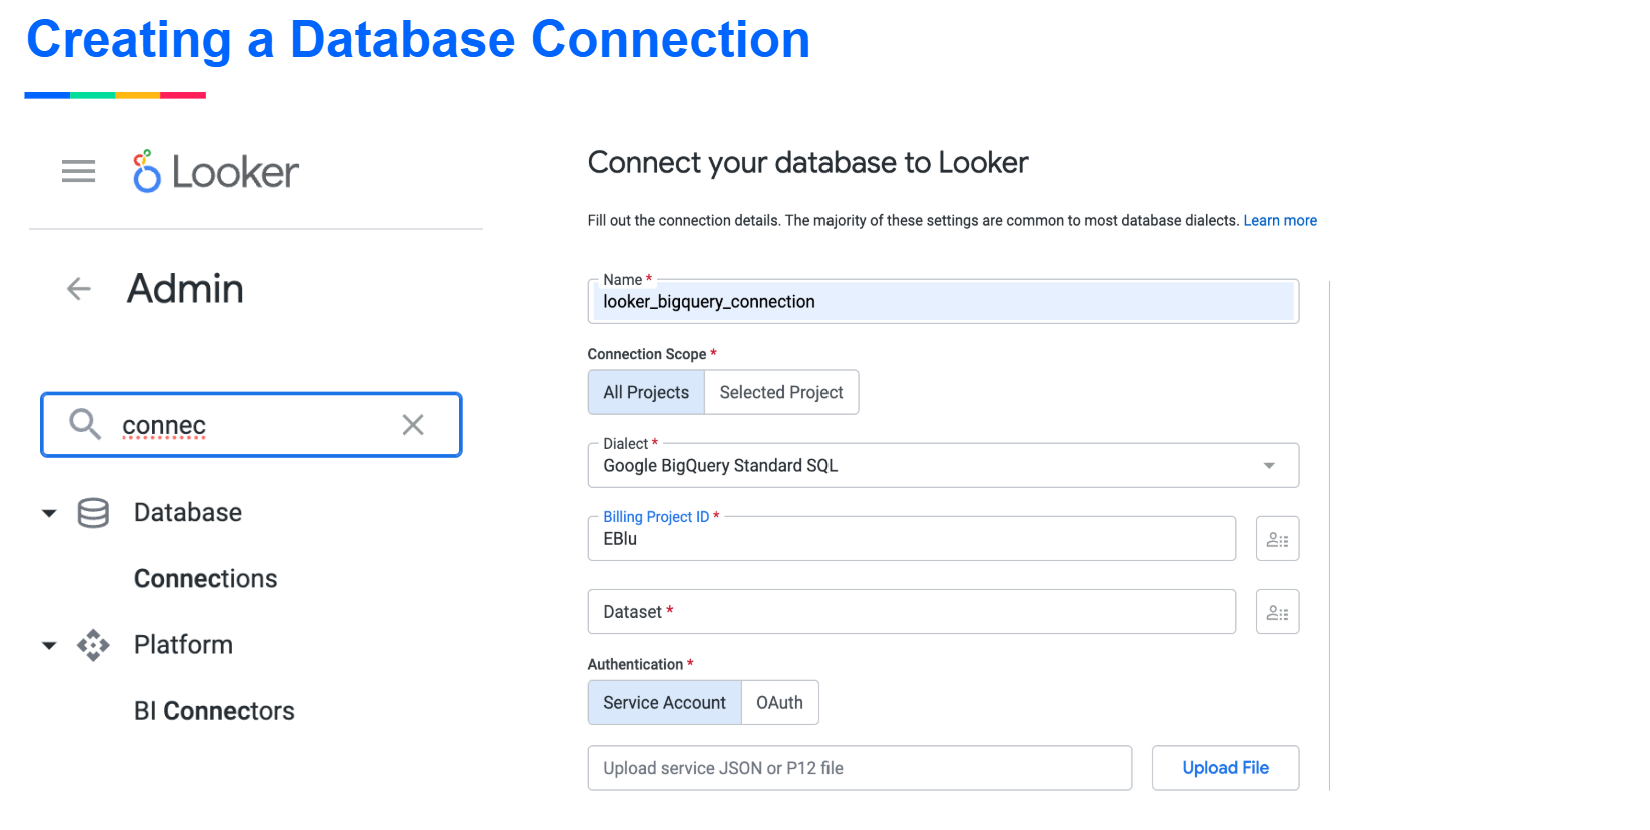 Creating a Database Connection
Looker
Admin
connec
Database
Connections
Platform
BI Connectors
Connect your database to Looker
Fill out the connection details. The majority of these settings are common to most database dialects. Learn more
Name *
looker_bigquery_connection
Connection Scope *
All Projects Selected Project
Dialect *
Google BigQuery Standard SQL
Billing Project ID *
EBlu
Dataset *
Authentication *
Service Account OAuth
Upload service JSON or P12 file Upload File